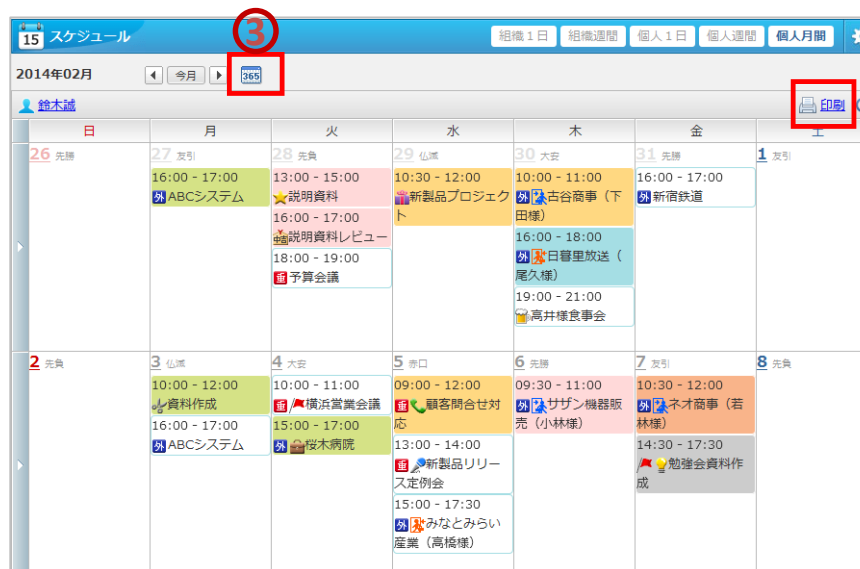 15 スケジュール ③ 組織１日 組織週間 個人１日 個人週間 個人月間
2014年02月 今月 365
鈴木誠 印刷
日 月 火 水 木 金 土
26 先勝 27 友引 28 先負 29 仏滅 30 大安 31 先勝 1 友引
16:00 - 17:00
外 ABCシステム
13:00 - 15:00
説明資料
16:00 - 17:00
説明資料レビュー
18:00 - 19:00
重 予算会議
10:30 - 12:00
新製品プロジェク
ト
10:00 - 11:00
外 古谷商事（下
田様）
16:00 - 18:00
外 日暮里放送（
尾久様）
19:00 - 21:00
高井様食事会
16:00 - 17:00
外 新宿鉄道
2 先負 3 仏滅 4 大安 5 赤口 6 先勝 7 友引 8 先負
10:00 - 12:00
資料作成
16:00 - 17:00
外 ABCシステム
10:00 - 11:00
重 横浜営業会議
15:00 - 17:00
外 桜木病院
09:00 - 12:00
重 顧客問合せ対
応
13:00 - 14:00
重 新製品リリー
ス定例会
15:00 - 17:30
外 みなとみらい
産業（高橋様）
09:30 - 11:00
外 サザン機器販
売（小林様）
10:30 - 12:00
外 ネオ商事（若
林様）
14:30 - 17:30
勉強会資料作
成